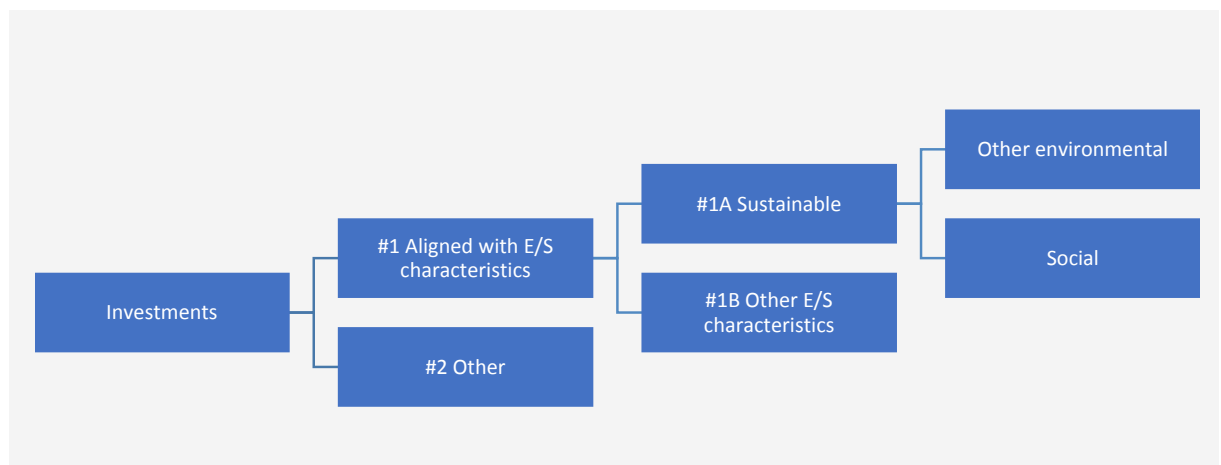 Investments
#1 Aligned with E/S
characteristics
#2 Other
#1A Sustainable
#1B Other E/S
characteristics
Other environmental
Social